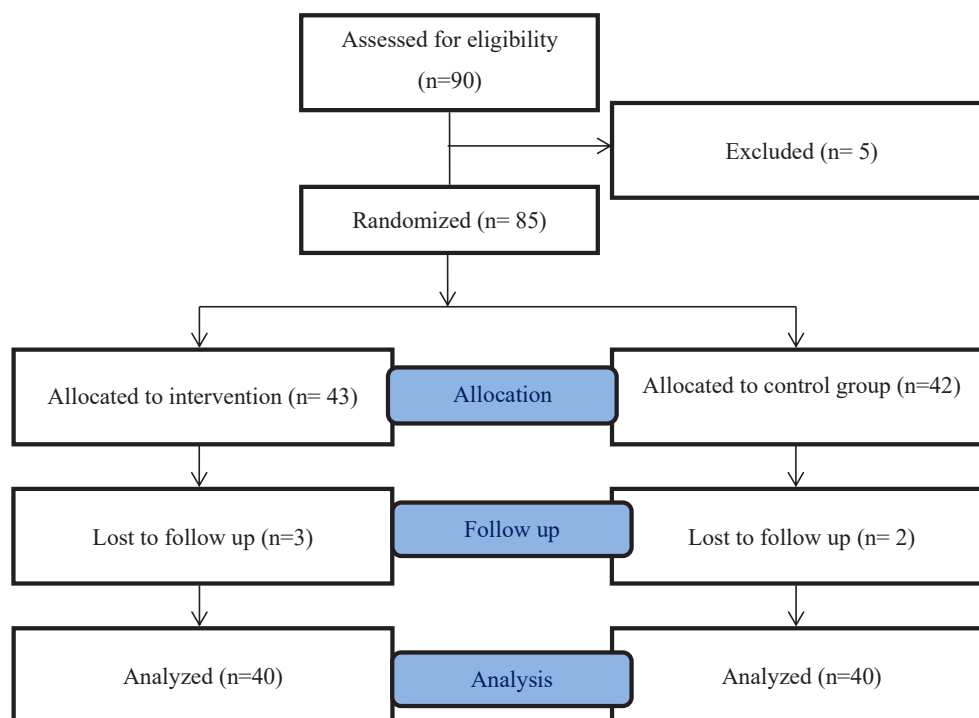 Assessed for eligibility
(n=90)
Excluded (n= 5)
Randomized (n= 85)
Allocated to intervention (n= 43)
Allocation
Allocated to control group (n=42)
Lost to follow up (n=3)
Follow up
Lost to follow up (n= 2)
Analyzed (n=40)
Analysis
Analyzed (n=40)